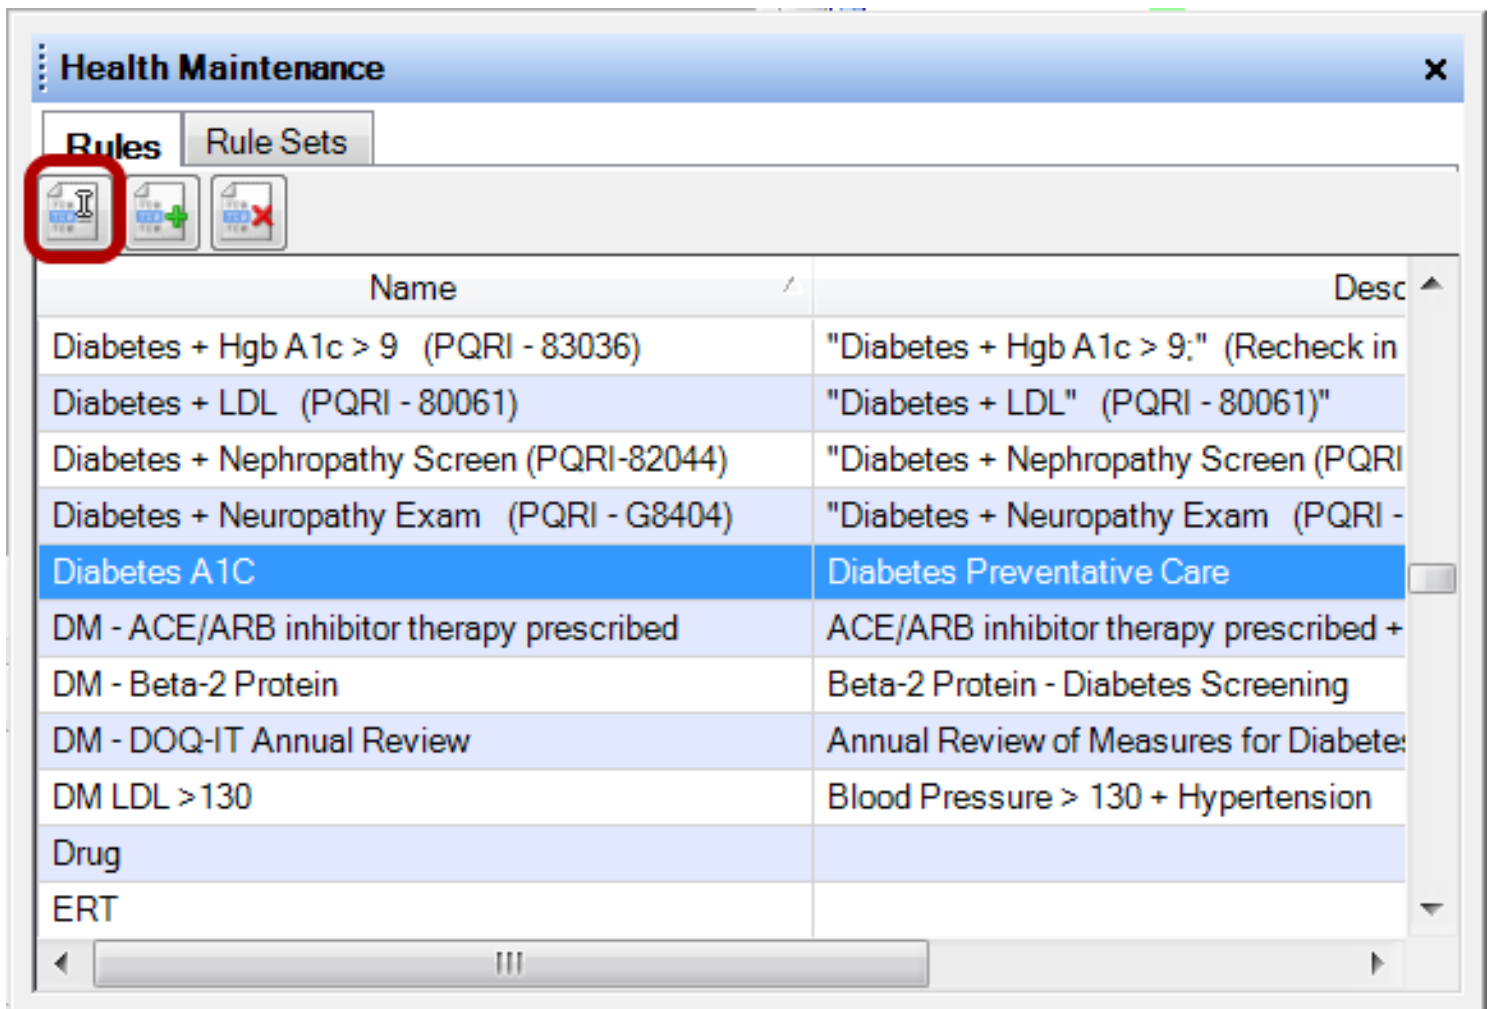 Health Maintenance
Rules Rule Sets
Name Desc
Diabetes + Hgb A1c > 9 (PQRI - 83036) "Diabetes + Hgb A1c > 9;" (Recheck in
Diabetes + LDL (PQRI - 80061) "Diabetes + LDL" (PQRI - 80061)"
Diabetes + Nephropathy Screen (PQRI-82044) "Diabetes + Nephropathy Screen (PQRI
Diabetes + Neuropathy Exam (PQRI - G8404) "Diabetes + Neuropathy Exam (PQRI -
Diabetes A1C Diabetes Preventative Care
DM - ACE/ARB inhibitor therapy prescribed ACE/ARB inhibitor therapy prescribed +
DM - Beta-2 Protein Beta-2 Protein - Diabetes Screening
DM - DOQ-IT Annual Review Annual Review of Measures for Diabetes
DM LDL >130 Blood Pressure > 130 + Hypertension
Drug
ERT